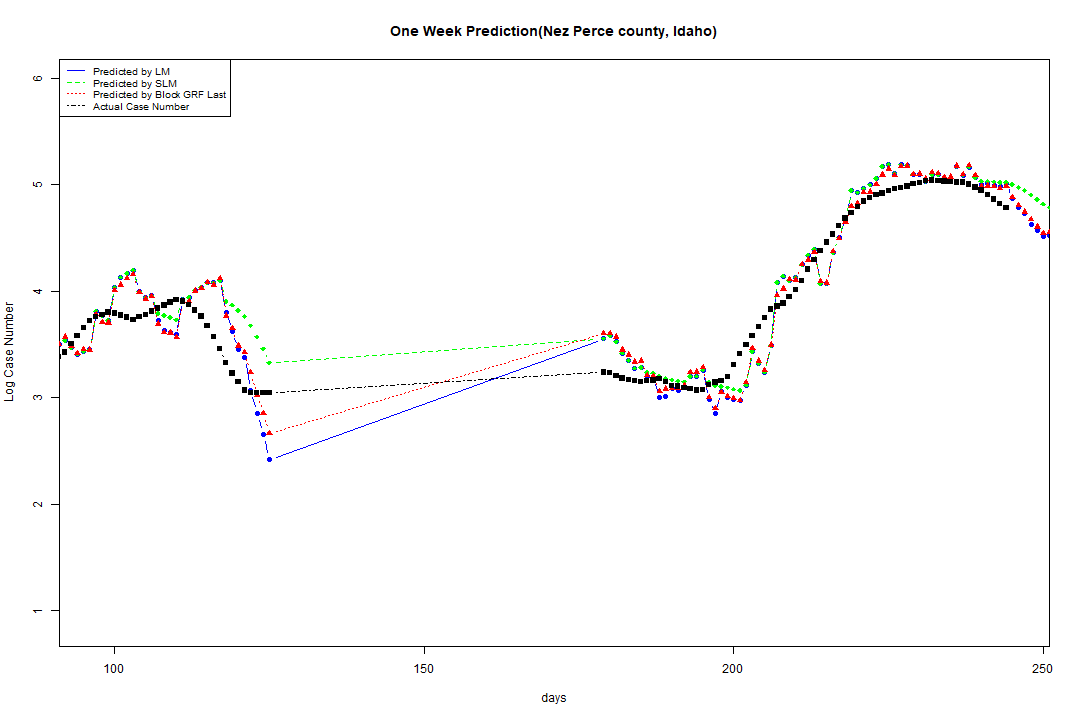 One Week Prediction(Nez Perce county, Idaho)
Predicted by LM
Predicted by SLM
Predicted by Block GRF Last
Actual Case Number
6
5
4
3
2
1
Log Case Number
100 150 200 250
days